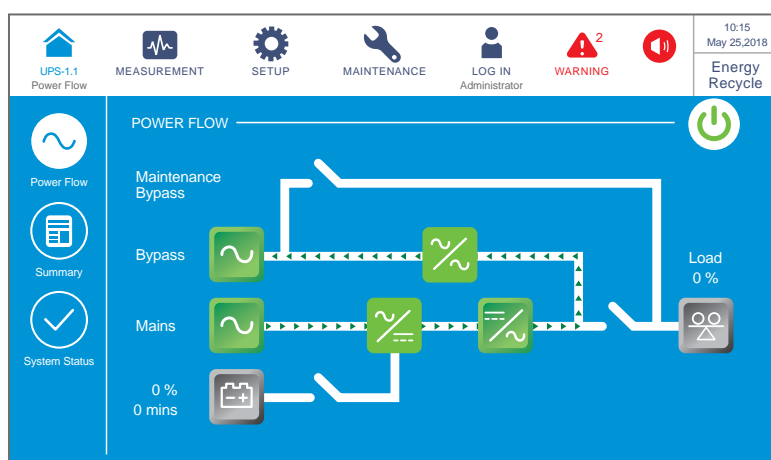 UPS-1.1
Power Flow
MEASUREMENT
SETUP
MAINTENANCE
LOG IN
Administrator
2
WARNING
10:15
May 25,2018
Energy
Recycle
Power Flow
Summary
System Status
POWER FLOW
Maintenance
Bypass
Bypass
Load
0 %
Mains
0 %
0 mins